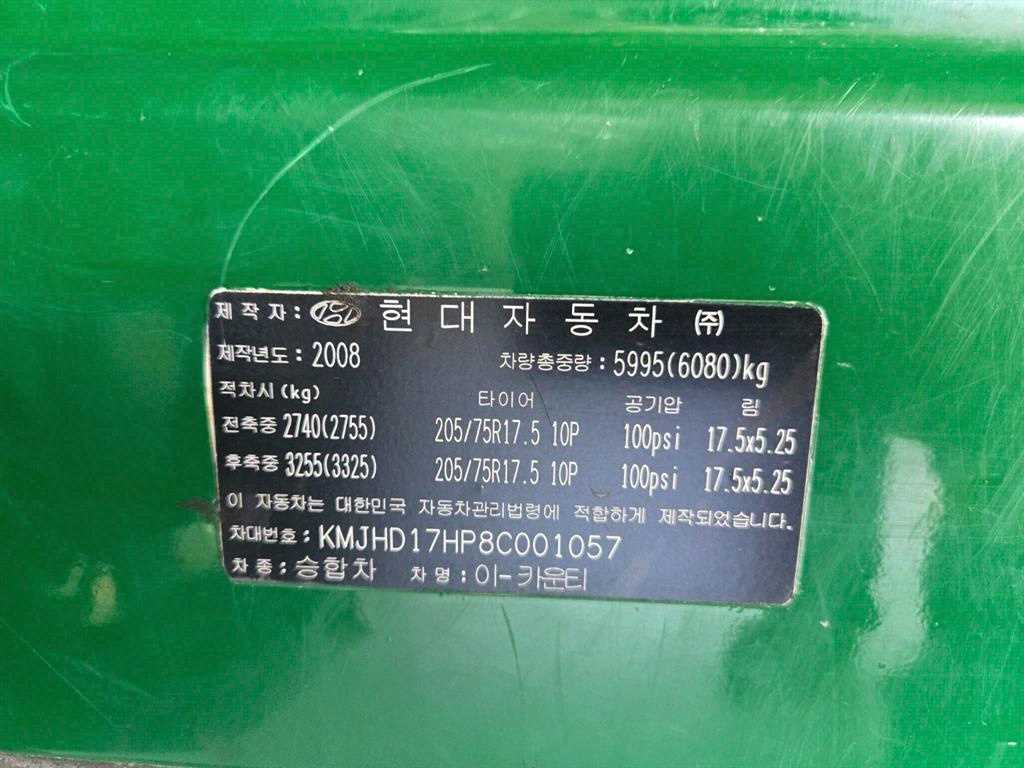 제작자: 현대자동차 ㈜
제작년도: 2008 차량총중량: 5995(6080)kg
적차시(kg) 타이어 공기압 림
전축중 2740(2755) 205/75R17.5 10P 100psi 17.5x5.25
후축중 3255(3325) 205/75R17.5 10P 100psi 17.5x5.25
이 자동차는 대한민국 자동차관리법령에 적합하게 제작되었습니다.
차대번호: KMJHD17HP8C001057
차종: 승합차 차명: 이-카운티